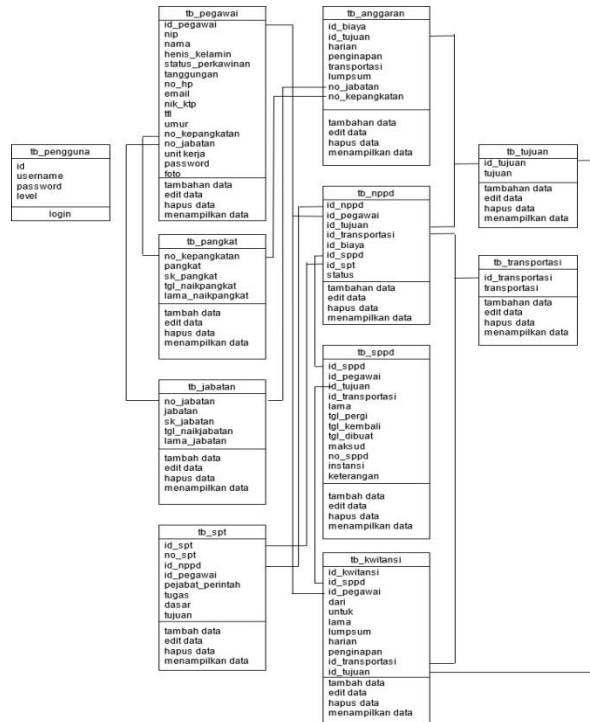 tb_pegawai
id_pegawai
nip
nama
henis_kelamin
status_perkawinan
tanggungan
no_hp
email
nik_ktp
ttl
umur
no_kepangkatan
no_jabatan
unit kerja
password
foto
tambahan data
edit data
hapus data
menampilkan data
tb_anggaran
id_biaya
id_tujuan
harian
penginapan
transportasi
lumpsum
no_jabatan
no_kepangkatan
tambahan data
edit data
hapus data
menampilkan data
tb_pengguna
id
username
password
level
login
tb_tujuan
id_tujuan
tujuan
tambahan data
edit data
hapus data
menampilkan data
tb_nppd
id_nppd
id_pegawai
id_tujuan
id_transportasi
id_biaya
id_sppd
id_spt
status
tambahan data
edit data
hapus data
menampilkan data
tb_pangkat
no_kepangkatan
pangkat
sk_pangkat
tgl_naikpangkat
lama_naikpangkat
tambah data
edit data
hapus data
menampilkan data
tb_transportasi
id_transportasi
transportasi
tambahan data
edit data
hapus data
menampilkan data
tb_sppd
id_sppd
id_pegawai
id_tujuan
id_transportasi
lama
tgl_pergi
tgl_kembali
tgl_dibuat
maksud
no_sppd
instansi
keterangan
tambah data
edit data
hapus data
menampilkan data
tb_jabatan
no_jabatan
jabatan
sk_jabatan
tgl_naikjabatan
lama_jabatan
tambah data
edit data
hapus data
menampilkan data
tb_spt
id_spt
no_spt
id_nppd
id_pegawai
pejabat_perintah
tugas
dasar
tujuan
tambah data
edit data
hapus data
menampilkan data
tb_kwitansi
id_kwitansi
id_sppd
id_pegawai
dari
untuk
lama
lumpsum
harian
penginapan
id_transportasi
id_tujuan
tambah data
edit data
hapus data
menampilkan data